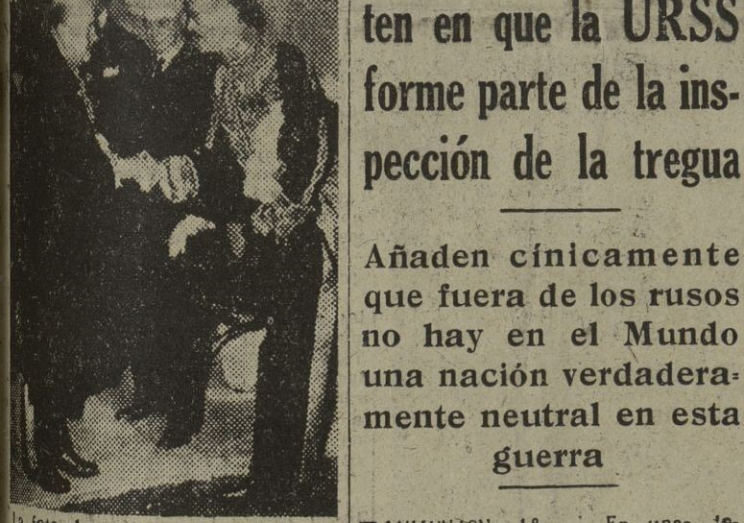 ten en que la URSS
forme parte de la ins-
pección de la tregua
Añaden cínicamente
que fuera de los rusos
no hay en el Mundo
una nación verdadera-
mente neutral en esta
guerra